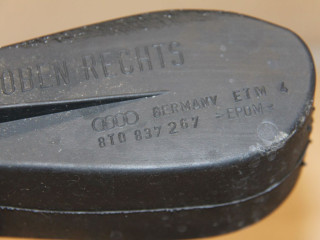 OBEN RECHTS
GERMANY ETM 4
8T0 837 267 >EPDM<